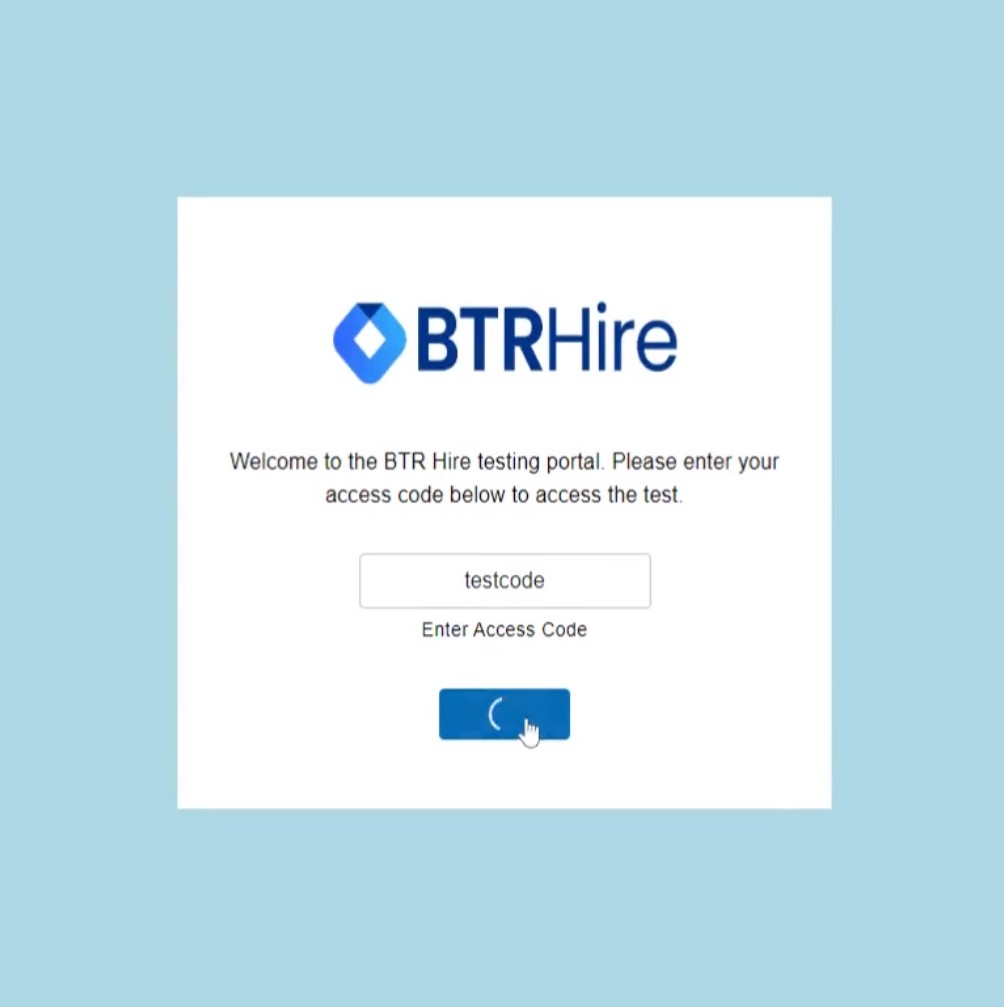 BTRHire
Welcome to the BTR Hire testing portal. Please enter your
access code below to access the test.
testcode
Enter Access Code